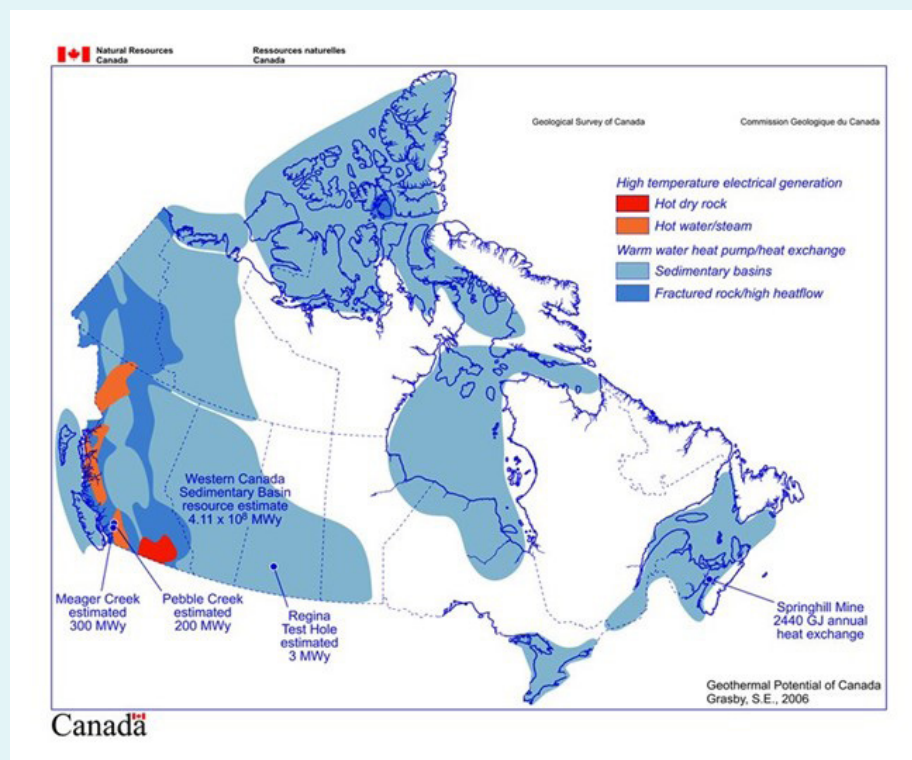 Natural Resources
Canada
Ressources naturelles
Canada
Geological Survey of Canada
Commission Geologique du Canada
High temperature electrical generation
Hot dry rock
Hot water/steam
Warm water heat pump/heat exchange
Sedimentary basins
Fractured rock/high heatflow
Western Canada
Sedimentary Basin
resource estimate
4.11 x 10⁸ MWy
Meager Creek
estimated
300 MWy
Pebble Creek
estimated
200 MWy
Regina
Test Hole
estimated
3 MWy
Springhill Mine
2440 GJ annual
heat exchange
Geothermal Potential of Canada
Grasby, S.E., 2006
Canada